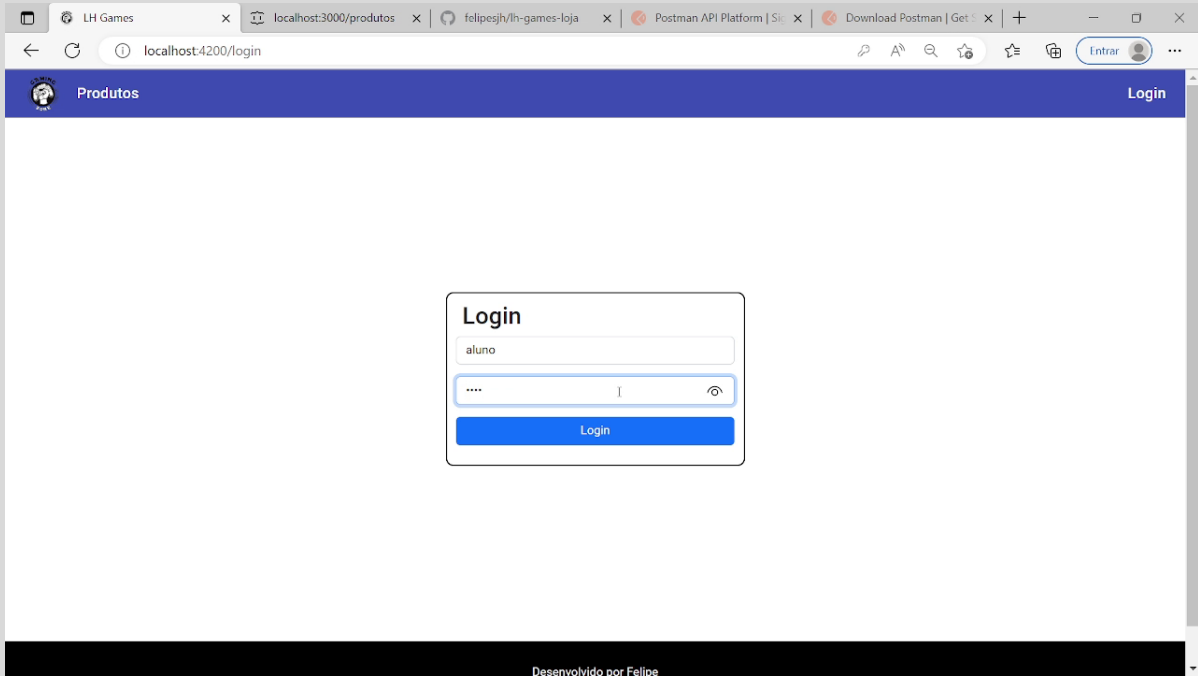 LH Games
localhost:3000/produtos
felipesjh/lh-games-loja
Postman API Platform | Si
Download Postman | Get S
localhost:4200/login
Entrar
Produtos
Login
Login
aluno
••••
Login
Desenvolvido por Felipe